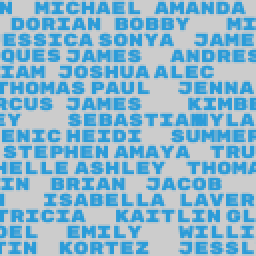 N MICHAEL AMANDA
DORIAN BOBBY MI
ESSICA SONYA JAME
QUES JAMES ANDRES
IAM JOSHUA ALEC
THOMAS PAUL JENNA
RCUS JAMES KIMBE
EY SEBASTIAN YLA
ENIC HEIDI SUMMER
STEPHEN AMAYA TRU
HELLE ASHLEY THOMA
IN BRIAN JACOB
ISABELLA LAVER
TRICIA KAITLIN GL
DEL EMILY WILLI
TIN KORTEZ JESSL